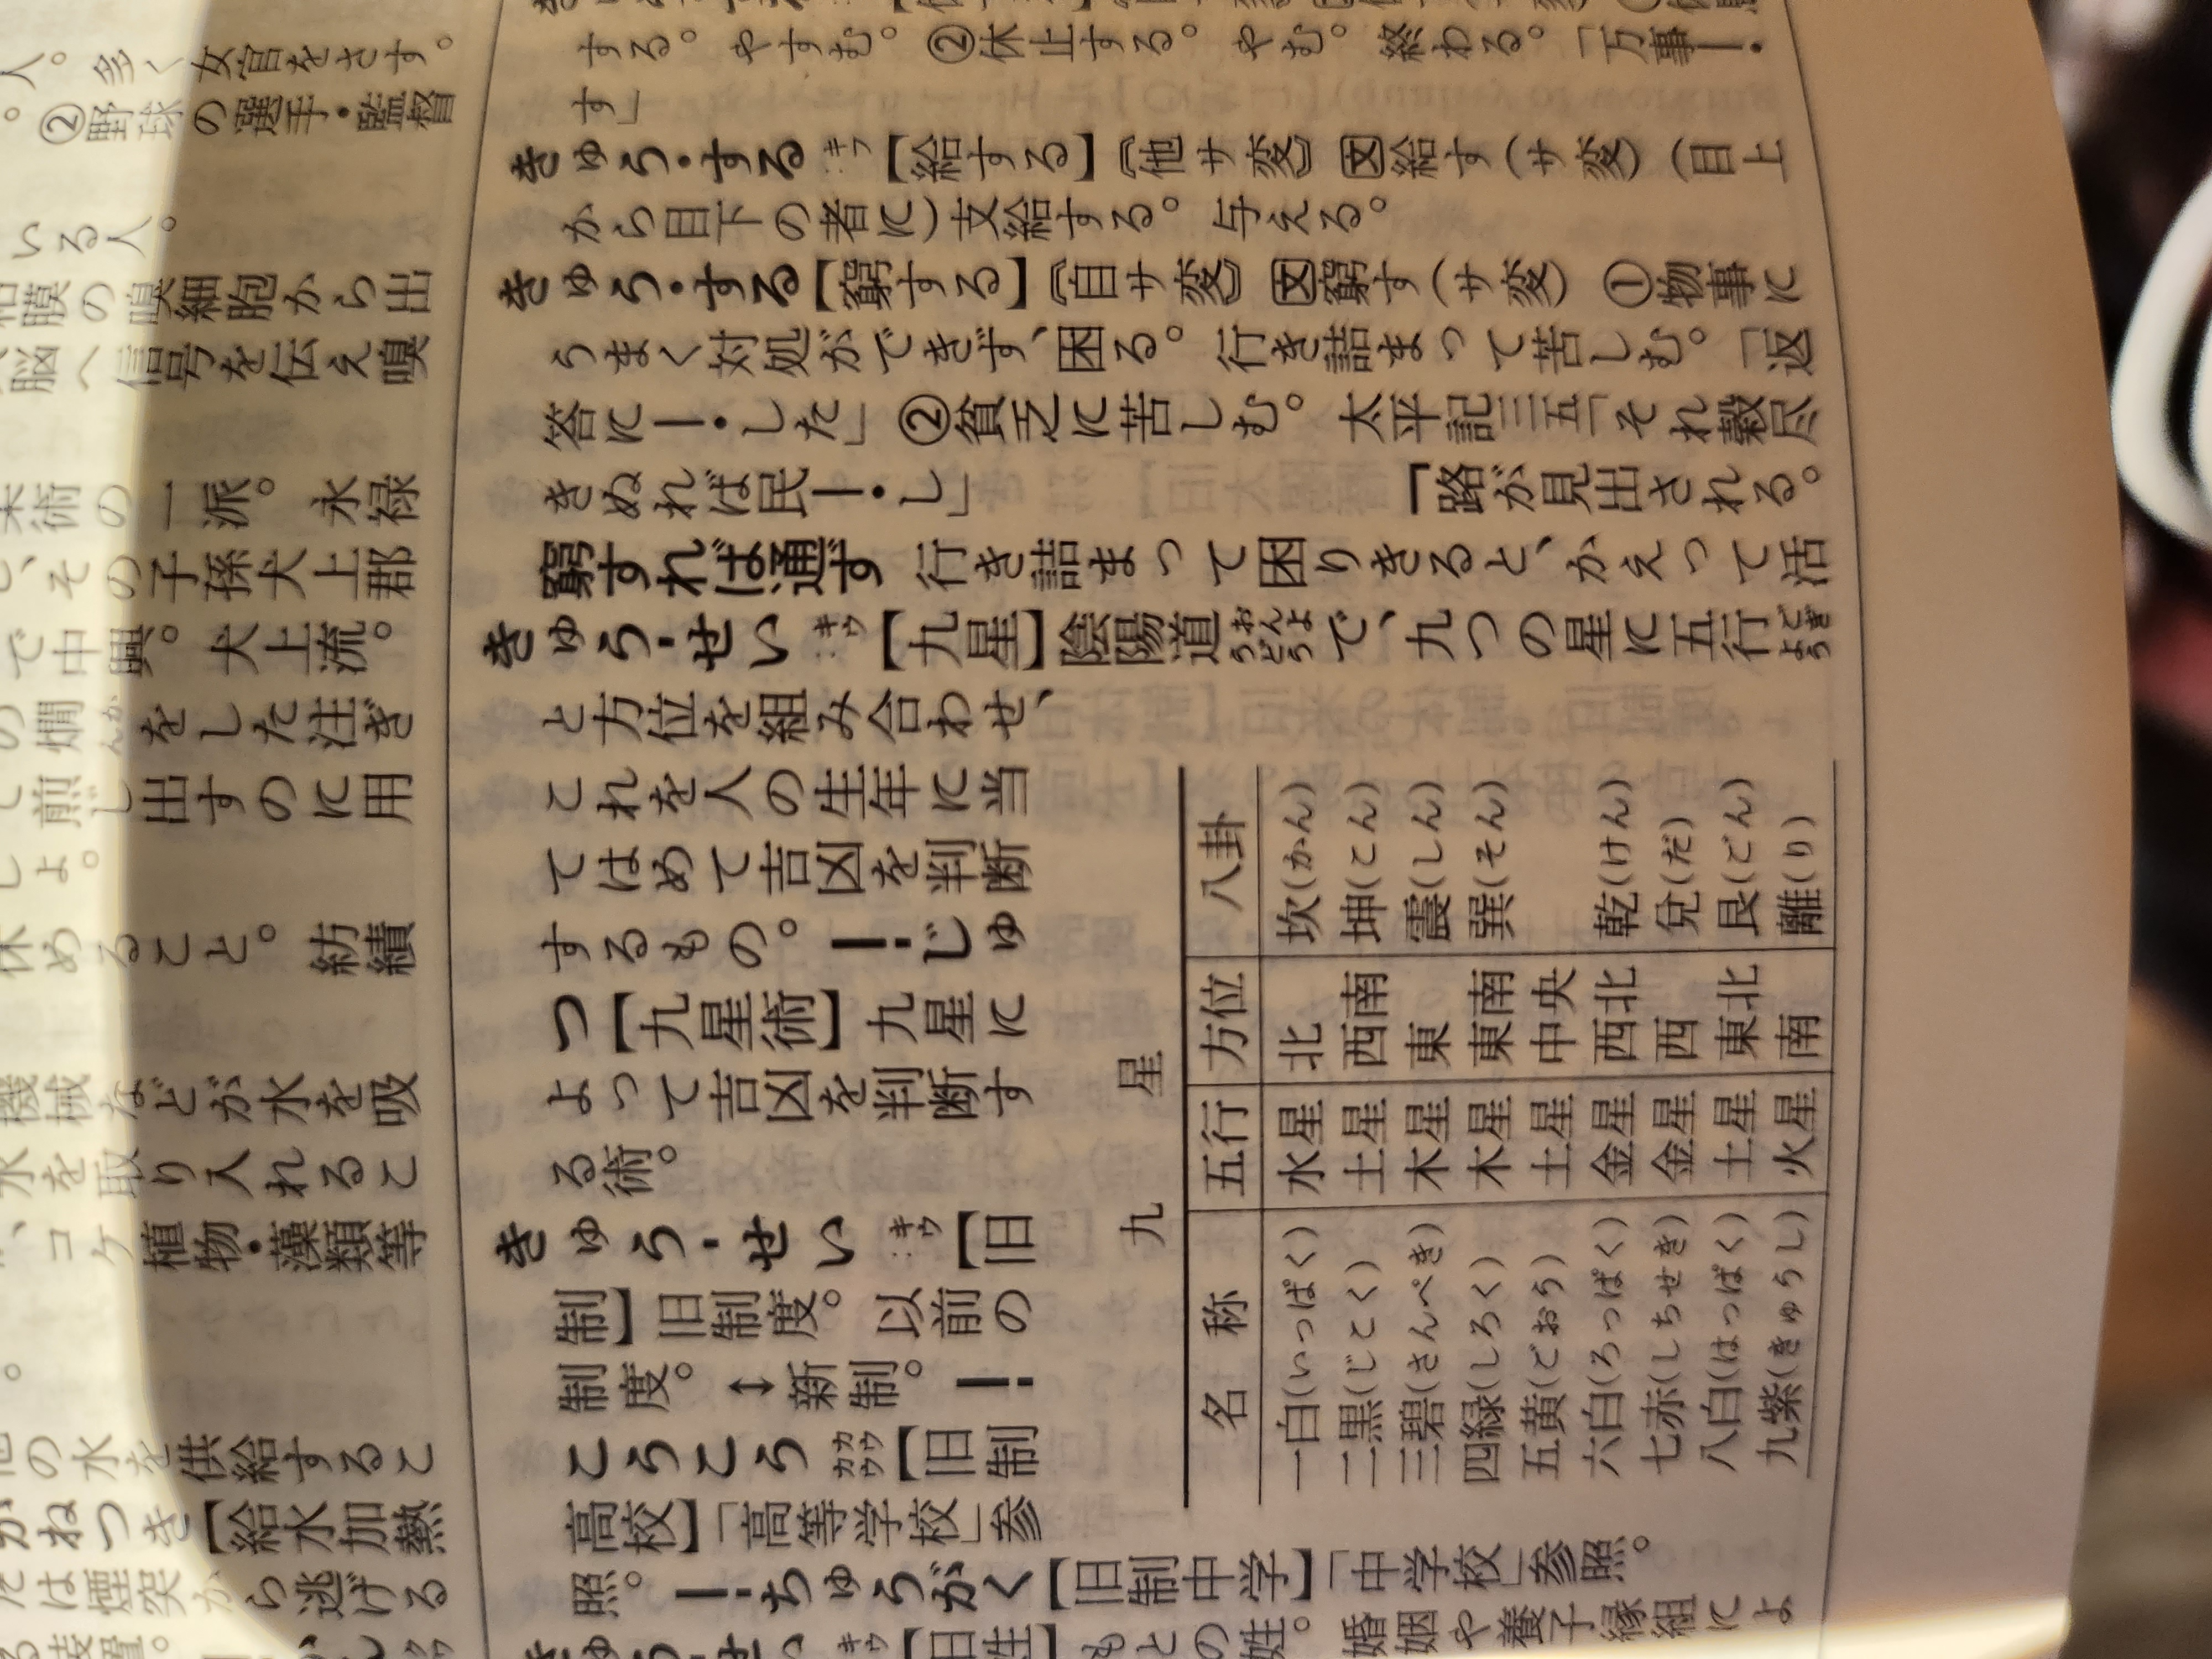 人。多く女官をさす。
。②野球の選手・監督
いる人。
膜の嗅細胞から出
脳へ信号を伝え嗅
術の一派。永禄
、その子孫犬上郡
で中興。犬上流。
の燗かんをした注ぎ
て煎じ出すのに用
しょ。
休めること。紡績
機械などが水を吸
水を取り入れるこ
、コケ植物・藻類等
。
他の水を供給するこ
がねつき【給水加熱
たは煙突から逃げる
する。やすむ。②休止する。やむ。終わる。「万事―・
す」
きゅう・する キフ【給する】《他サ変》文給す(サ変)(目上
から目下の者に)支給する。与える。
きゅう・する【窮する】《自サ変》文窮す(サ変)①物事に
うまく対処ができず、困る。行き詰まって苦しむ。「返
答に―・した」②貧乏に苦しむ。太平記三五「それ穀尽
きぬれば民―・し」
窮すれば通ず 行き詰まって困りきると、かえって活
路が見出される。
きゅう‐せい キウ【九星】陰陽道おんようどうで、九つの星に五行ごぎょう
と方位を組み合わせ、
これを人の生年に当
てはめて吉凶を判断
するもの。―‐じゅ
つ【九星術】九星に
よって吉凶を判断す
る術。
きゅう‐せい キウ【旧
制】旧制度。以前の
制度。↔新制。―‐
こうこう カウカウ【旧制
高校】「高等学校」参
照。―‐ちゅうがく【旧制中学】「中学校」参照。
きゅう‐せい キウ【旧姓】もとの姓。婚姻や養子縁組によ
九 星
名 称 五行 方位 八卦
一白(いっぱく) 水星 北 坎(かん)
二黒(じこく) 土星 西南 坤(こん)
三碧(さんぺき) 木星 東 震(しん)
四緑(しろく) 木星 東南 巽(そん)
五黄(ごおう) 土星 中央
六白(ろっぱく) 金星 西北 乾(けん)
七赤(しちせき) 金星 西 兌(だ)
八白(はっぱく) 土星 東北 艮(ごん)
九紫(きゅうし) 火星 南 離(り)